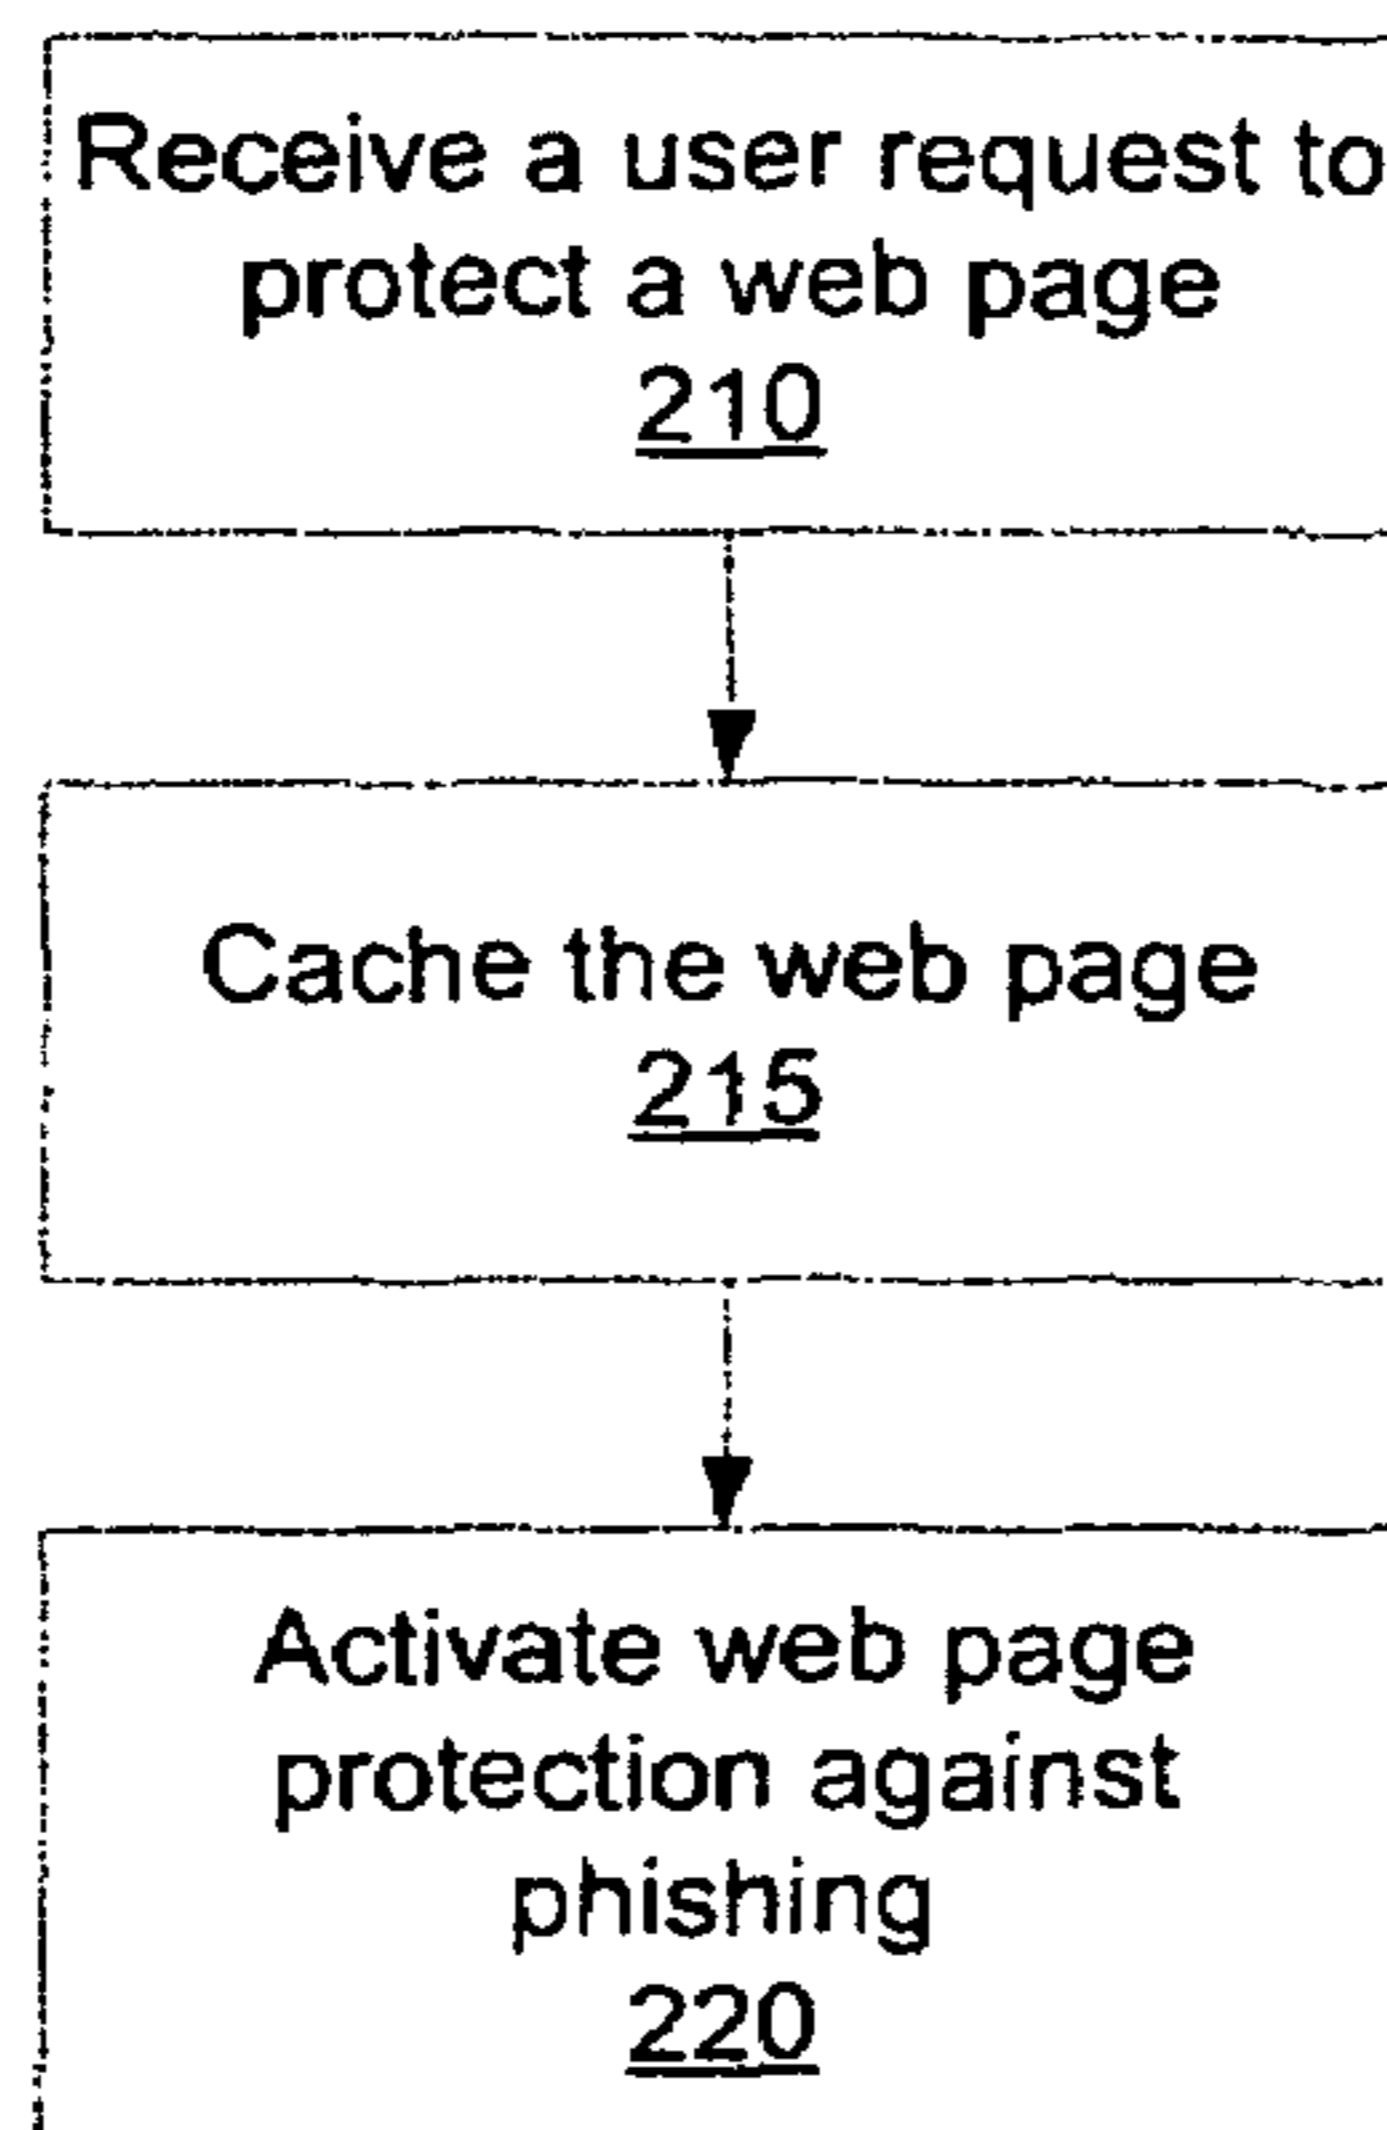 Receive a user request to
protect a web page
210
Cache the web page
215
Activate web page
protection against
phishing
220